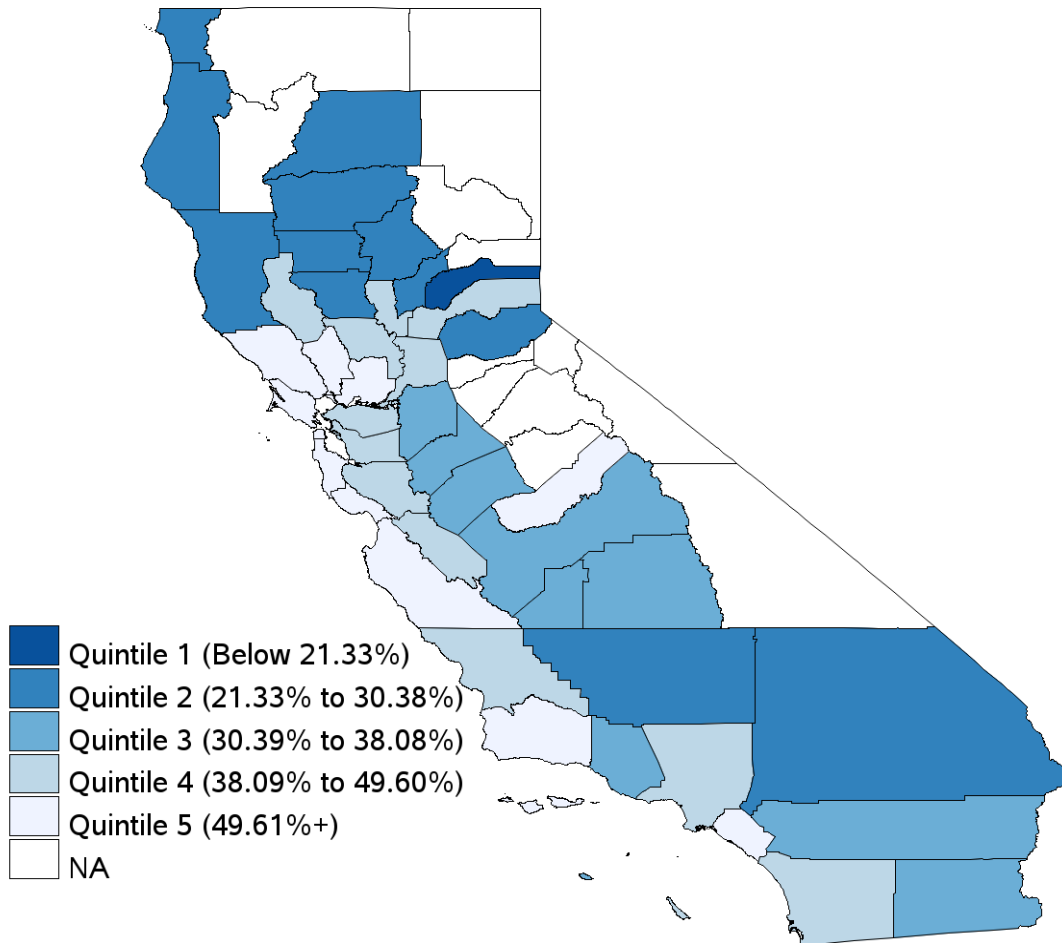 Quintile 1 (Below 21.33%)
Quintile 2 (21.33% to 30.38%)
Quintile 3 (30.39% to 38.08%)
Quintile 4 (38.09% to 49.60%)
Quintile 5 (49.61%+)
NA